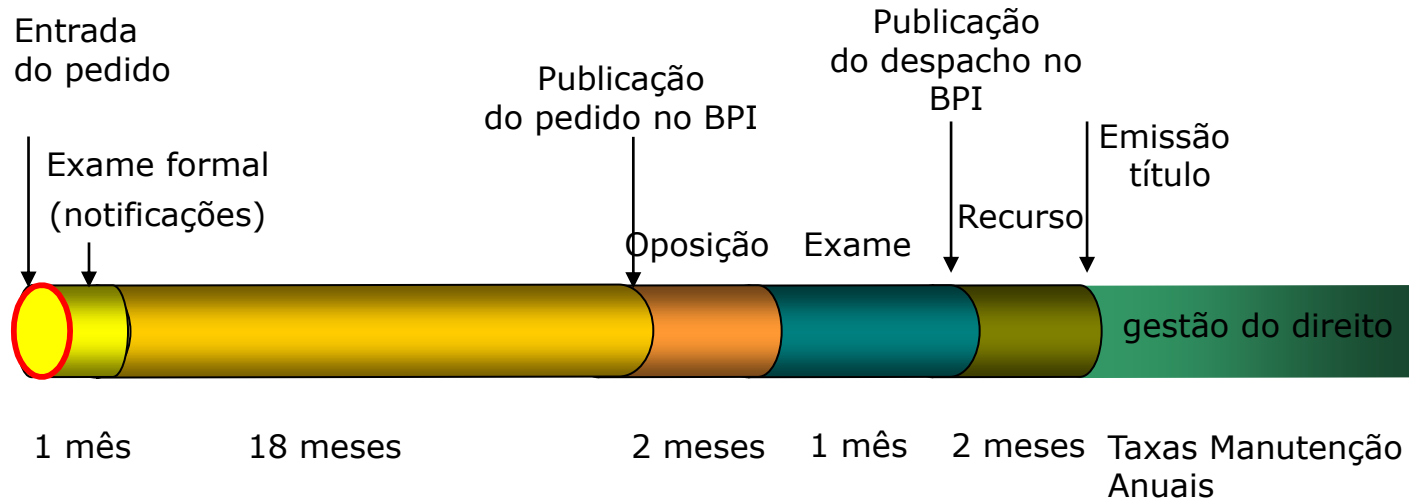 Entrada
do pedido
Exame formal
(notificações)
Publicação
do pedido no BPI
Publicação
do despacho no
BPI
Emissão
título
Oposição
Exame
Recurso
gestão do direito
1 mês
18 meses
2 meses
1 mês
2 meses
Taxas Manutenção
Anuais